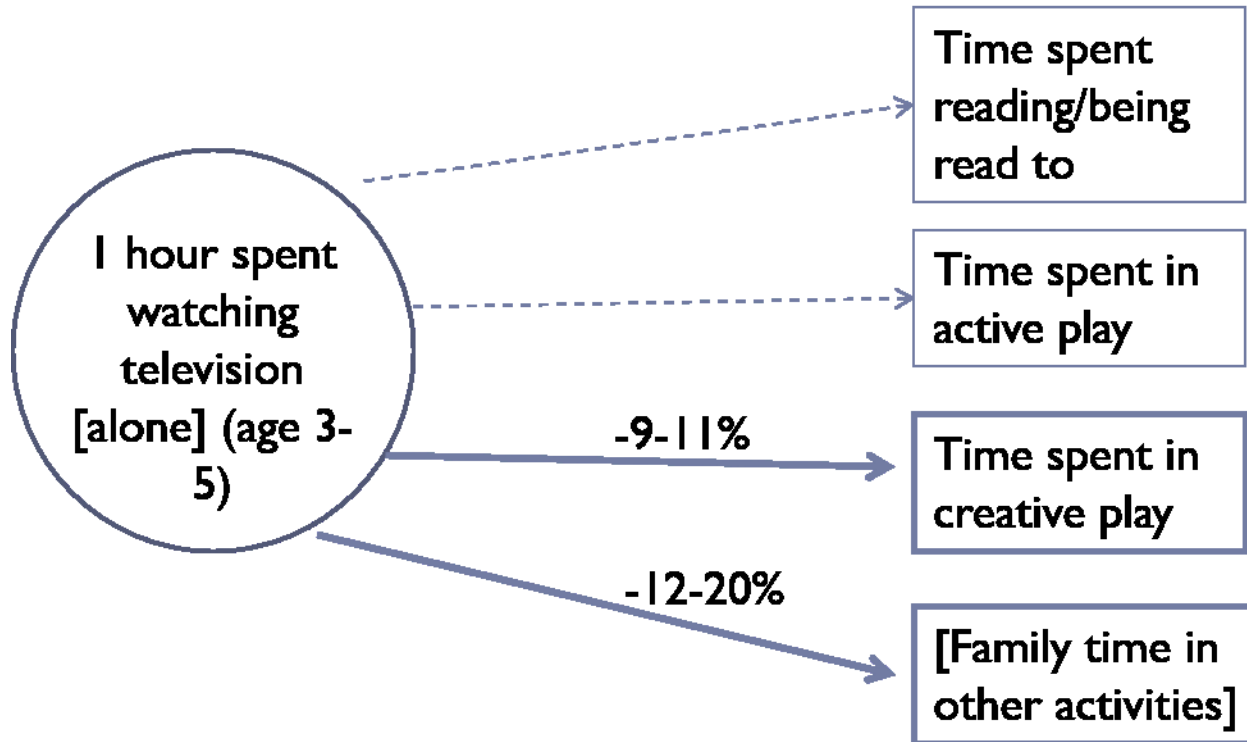 Time spent
reading/being
read to
1 hour spent
watching
television
[alone] (age 3-
5)
Time spent in
active play
-9-11%
Time spent in
creative play
-12-20%
[Family time in
other activities]